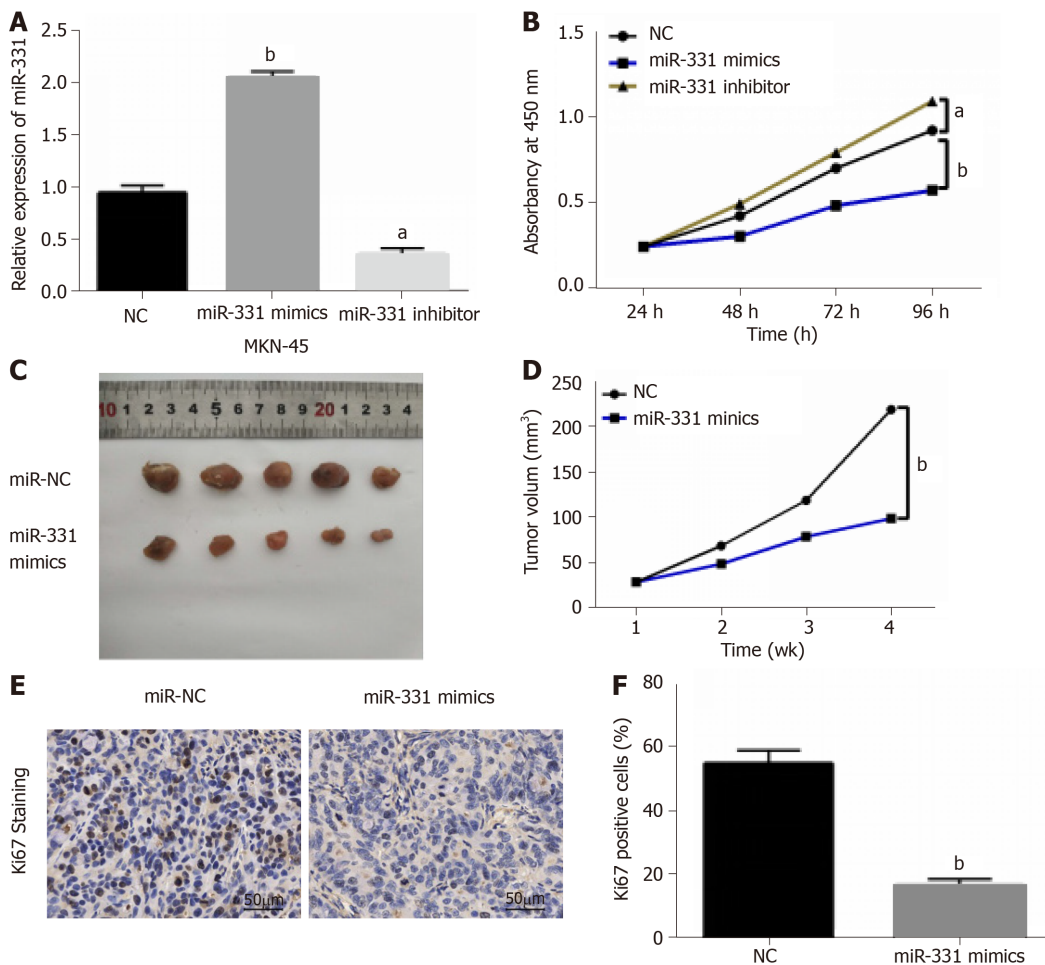 A
Relative expression of miR-331
2.5
2.0
1.5
1.0
0.5
0.0
b
a
NC
miR-331 mimics
miR-331 inhibitor
MKN-45
B
NC
miR-331 mimics
miR-331 inhibitor
Absorbancy at 450 nm
1.5
1.0
0.5
0.0
a
b
24 h
48 h
72 h
96 h
Time (h)
C
10 1 2 3 4 5 6 7 8 9 20 1 2 3 4
miR-NC
miR-331
mimics
D
NC
miR-331 minics
Tumor volum (mm³)
250
200
150
100
50
0
b
1
2
3
4
Time (wk)
E
miR-NC
miR-331 mimics
Ki67 Staining
50μm
50μm
F
Ki67 positive cells (%)
80
60
40
20
0
b
NC
miR-331 mimics